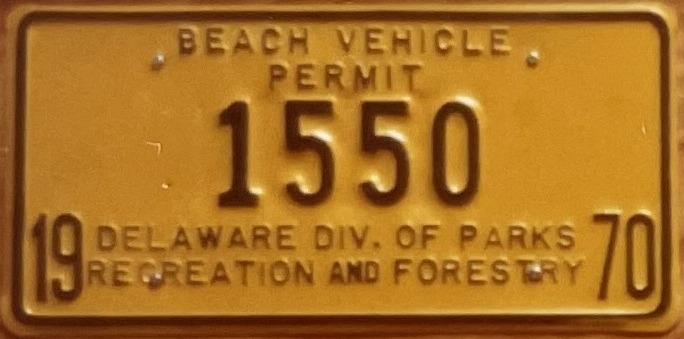 BEACH VEHICLE
PERMIT
1550
19 DELAWARE DIV. OF PARKS 70
RECREATION AND FORESTRY